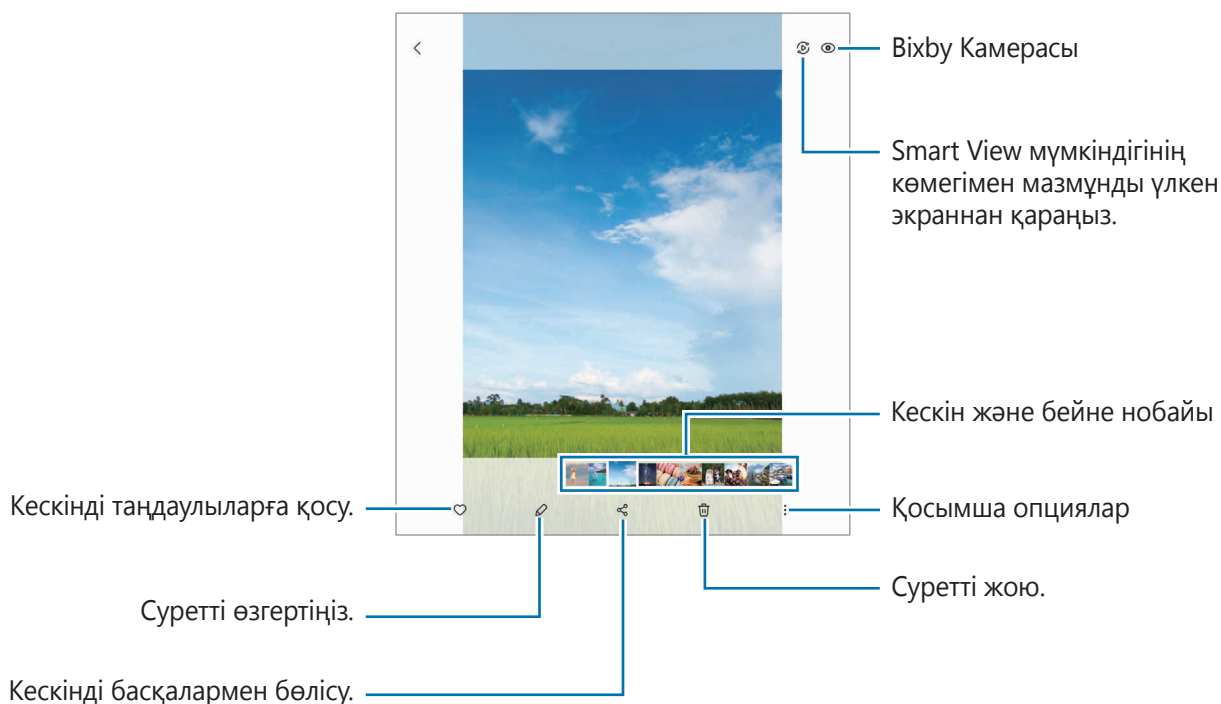 Bixby Камерасы
Smart View мүмкіндігінің
көмегімен мазмұнды үлкен
экраннан қараңыз.
Кескін және бейне нобайы
Кескінді таңдаулыларға қосу.
Қосымша опциялар
Суретті жою.
Суретті өзгертіңіз.
Кескінді басқалармен бөлісу.